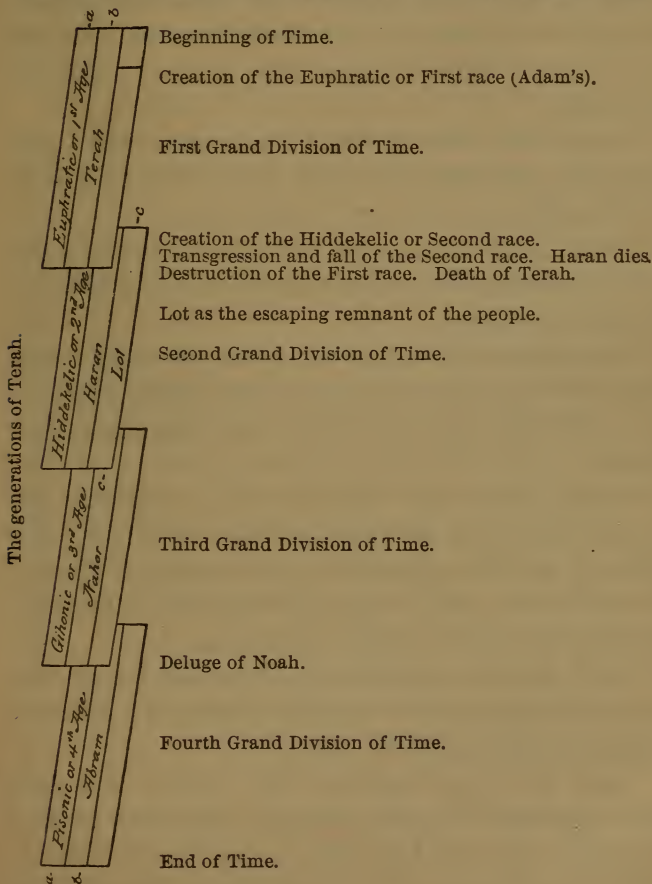 -a
-b
Beginning of Time.
Creation of the Euphratic or First race (Adam's).
Euphratic or 1st Age
Terah
First Grand Division of Time.
-c
Creation of the Hiddekelic or Second race.
Transgression and fall of the Second race. Haran dies.
Destruction of the First race. Death of Terah.
Hiddekelic or 2nd Age
Haran
Lot
Lot as the escaping remnant of the people.
Second Grand Division of Time.
The generations of Terah.
c-
Gihonic or 3rd Age
Nahor
Third Grand Division of Time.
Deluge of Noah.
Pisonic or 4th Age
Abram
Fourth Grand Division of Time.
End of Time.
a-
b-